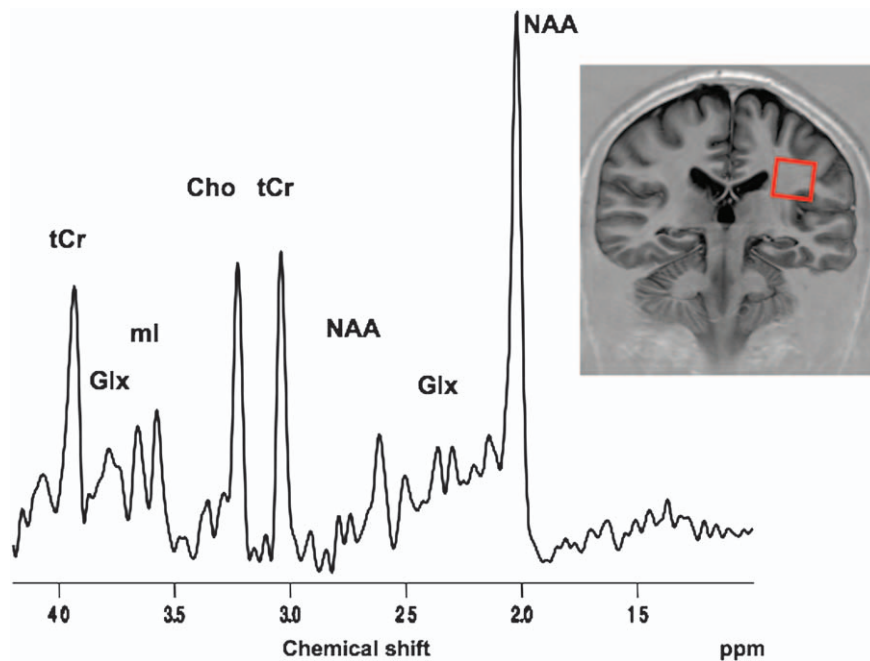 NAA
Cho tCr
tCr
mI NAA
Glx Glx
4 0 3.5 3.0 2 5 2.0 1 5
Chemical shift ppm